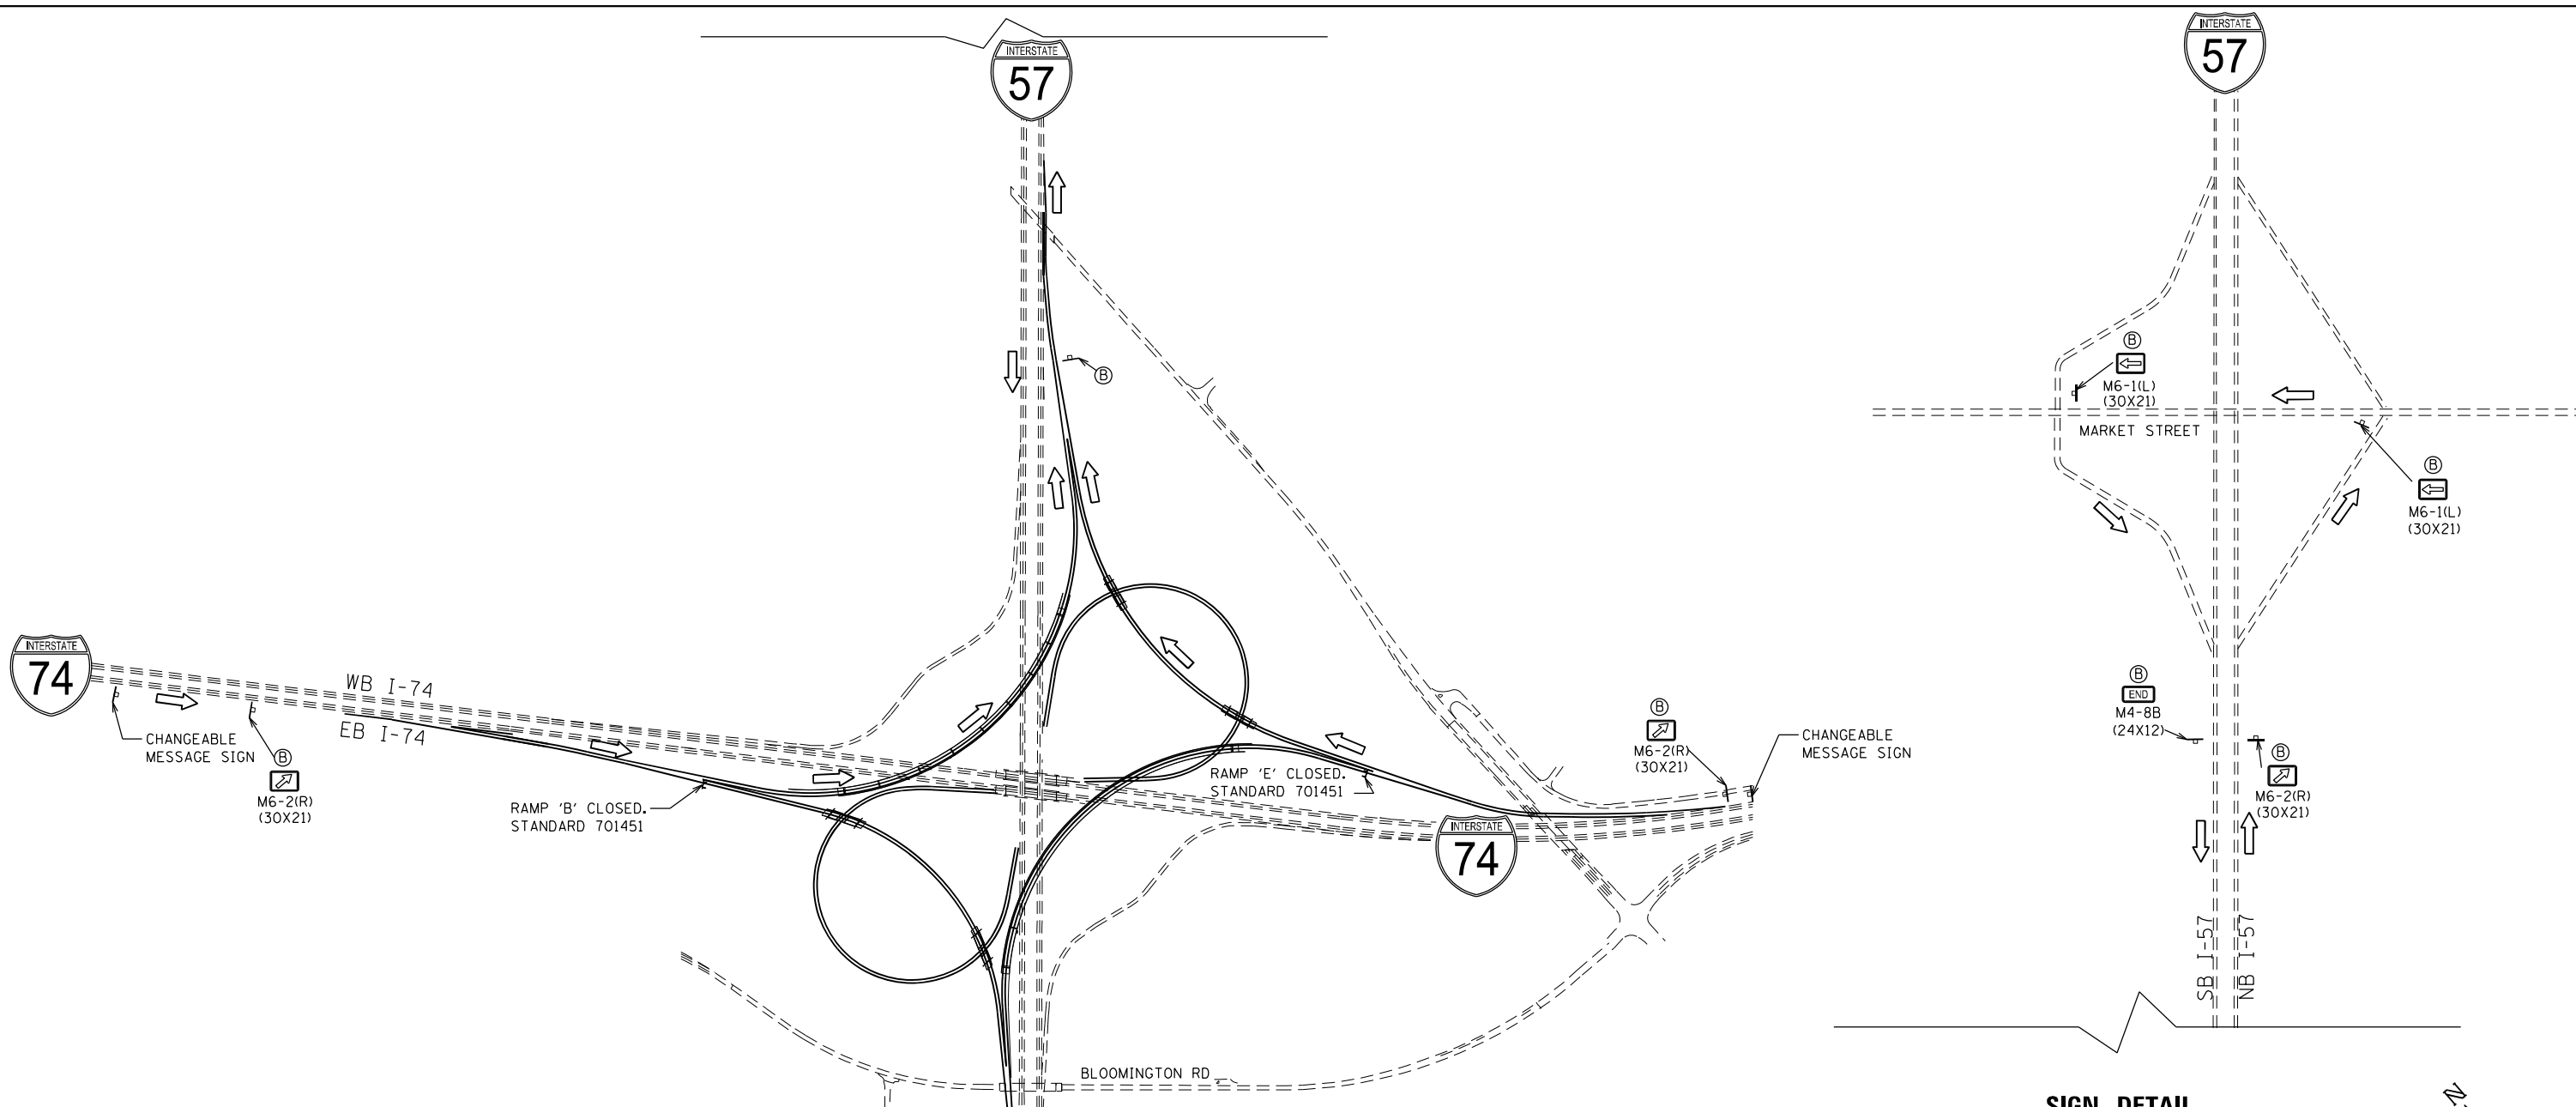 INTERSTATE
57
INTERSTATE
57
B
B
M6-1(L)
(30X21)
MARKET STREET
B
M6-1(L)
(30X21)
INTERSTATE
74
WB I-74
EB I-74
CHANGEABLE
MESSAGE SIGN
B
M6-2(R)
(30X21)
RAMP 'B' CLOSED.
STANDARD 701451
RAMP 'E' CLOSED.
STANDARD 701451
B
M6-2(R)
(30X21)
CHANGEABLE
MESSAGE SIGN
INTERSTATE
74
B
END
M4-8B
(24X12)
B
M6-2(R)
(30X21)
SB I-57
NB I-57
BLOOMINGTON RD
SIGN DETAIL
N